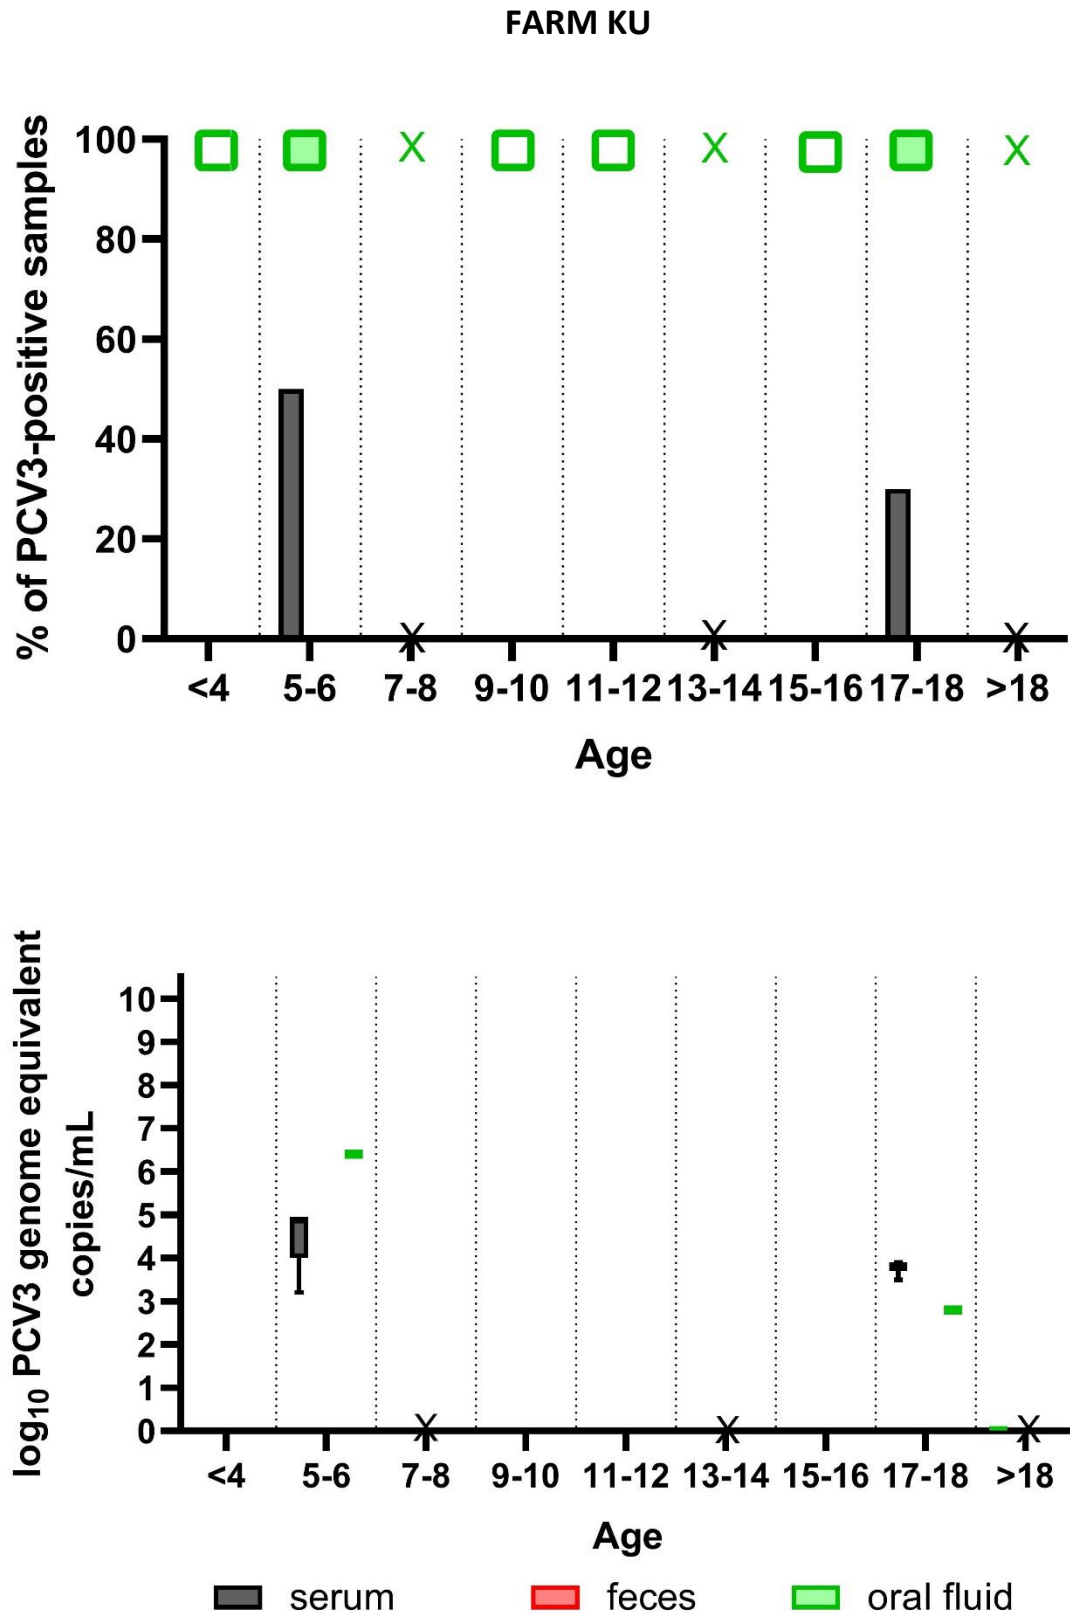 FARM KU
% of PCV3-positive samples
100
80
60
40
20
0
X X X
X X X
<4 5-6 7-8 9-10 11-12 13-14 15-16 17-18 >18
Age
log₁₀ PCV3 genome equivalent
copies/mL
10
9
8
7
6
5
4
3
2
1
0
X X X
<4 5-6 7-8 9-10 11-12 13-14 15-16 17-18 >18
Age
serum feces oral fluid